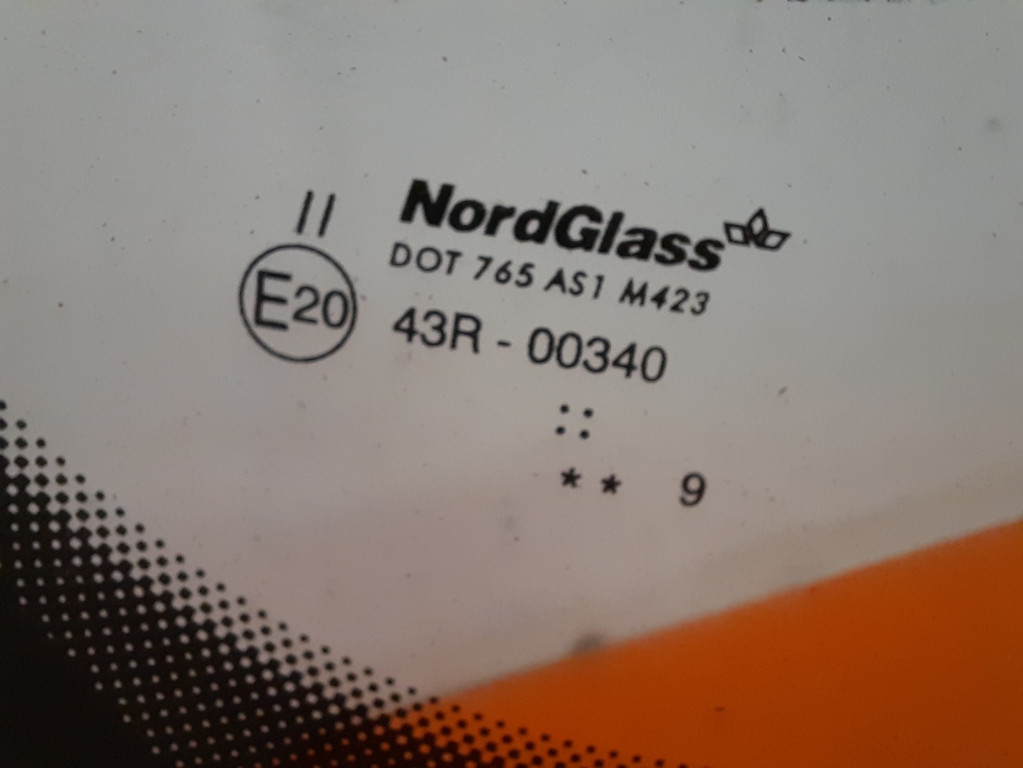 II
NordGlass
DOT 765 AS1 M423
E20
43R - 00340
::
** 9